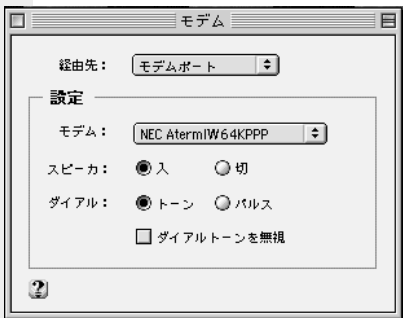 モデム
経由先： モデムポート
設定
モデム： NEC AtermIW64KPPP
スピーカ： 入 切
ダイアル： トーン パルス
ダイアルトーンを無視
?